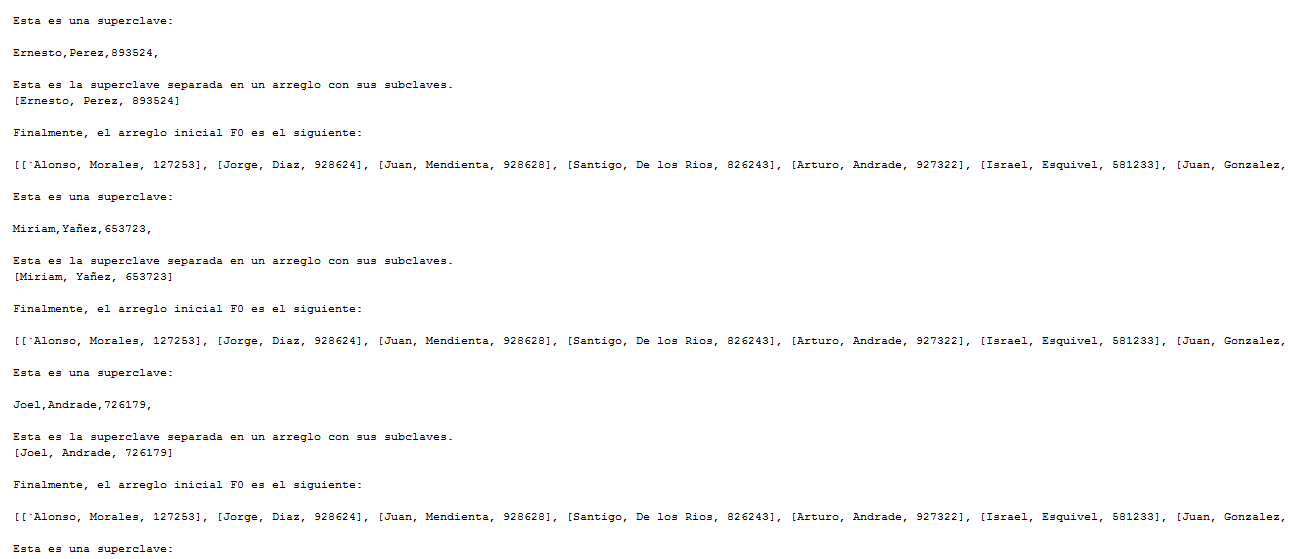 Esta es una superclave:
Ernesto,Perez,893524,
Esta es la superclave separada en un arreglo con sus subclaves.
[Ernesto, Perez, 893524]
Finalmente, el arreglo inicial F0 es el siguiente:
[[¨Alonso, Morales, 127253], [Jorge, Diaz, 928624], [Juan, Mendienta, 928628], [Santigo, De los Rios, 826243], [Arturo, Andrade, 927322], [Israel, Esquivel, 581233], [Juan, Gonzalez,
Esta es una superclave:
Miriam,Yañez,653723,
Esta es la superclave separada en un arreglo con sus subclaves.
[Miriam, Yañez, 653723]
Finalmente, el arreglo inicial F0 es el siguiente:
[[¨Alonso, Morales, 127253], [Jorge, Diaz, 928624], [Juan, Mendienta, 928628], [Santigo, De los Rios, 826243], [Arturo, Andrade, 927322], [Israel, Esquivel, 581233], [Juan, Gonzalez,
Esta es una superclave:
Joel,Andrade,726179,
Esta es la superclave separada en un arreglo con sus subclaves.
[Joel, Andrade, 726179]
Finalmente, el arreglo inicial F0 es el siguiente:
[[¨Alonso, Morales, 127253], [Jorge, Diaz, 928624], [Juan, Mendienta, 928628], [Santigo, De los Rios, 826243], [Arturo, Andrade, 927322], [Israel, Esquivel, 581233], [Juan, Gonzalez,
Esta es una superclave: